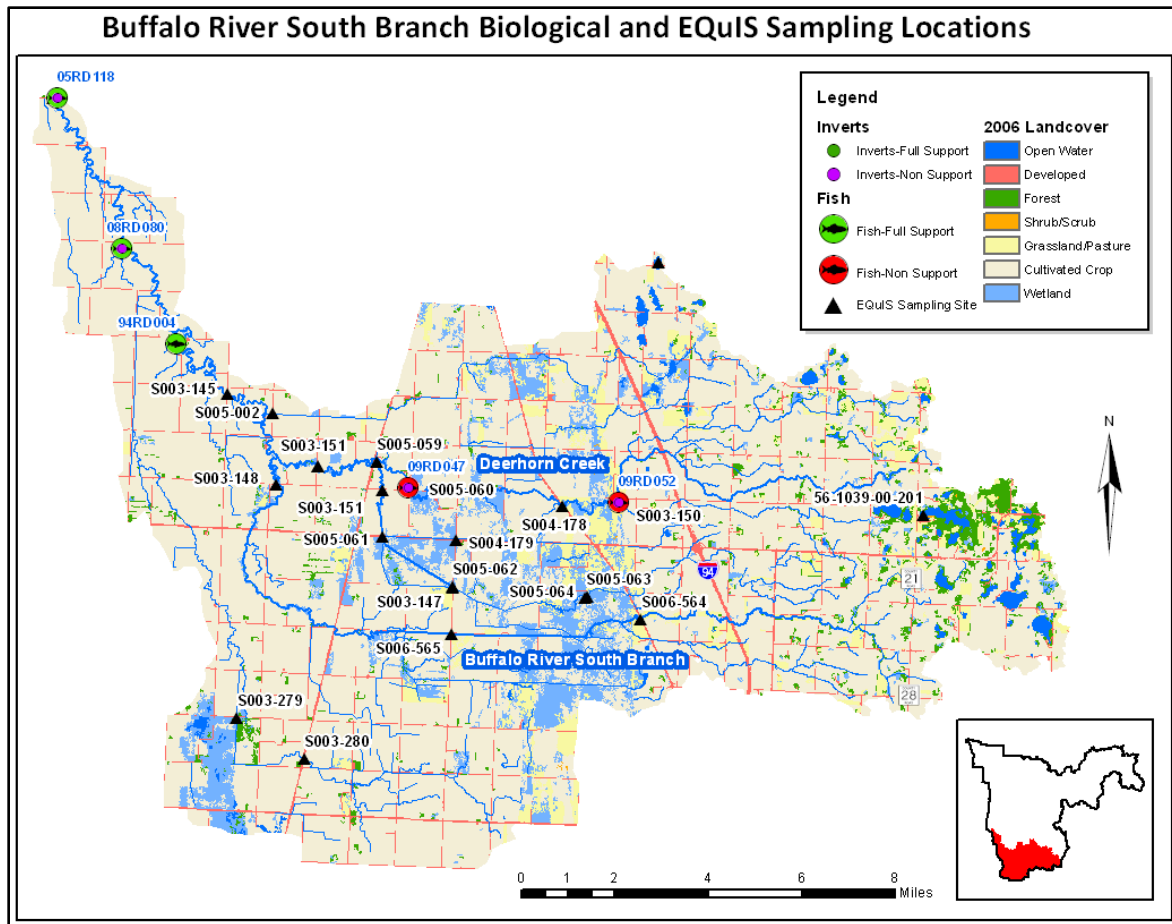 Buffalo River South Branch Biological and EQuIS Sampling Locations
05RD118
08RD080
94RD004
S003-145
S005-002
S003-151
S005-059
09RD047
S003-148
S003-151
S005-060
Deerhorn Creek
09RD052
S004-178
S003-150
56-1039-00-201
S005-061
S004-179
S005-062
S003-147
S005-063
S005-064
S006-564
S006-565
Buffalo River South Branch
S003-279
S003-280
94
21
28
N
Legend
Inverts
Inverts-Full Support
Inverts-Non Support
Fish
Fish-Full Support
Fish-Non Support
EQuIS Sampling Site
2006 Landcover
Open Water
Developed
Forest
Shrub/Scrub
Grassland/Pasture
Cultivated Crop
Wetland
0 1 2 4 6 8
Miles